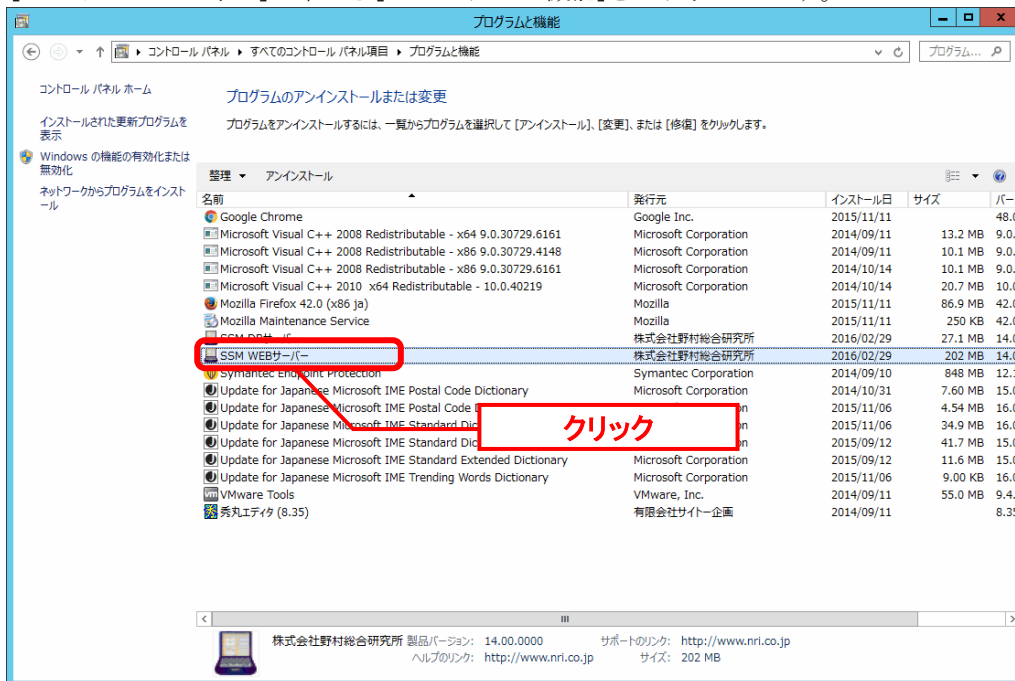 プログラムと機能
コントロール パネル ▸ すべてのコントロール パネル項目 ▸ プログラムと機能
プログラム...
コントロール パネル ホーム
インストールされた更新プログラムを
表示
Windows の機能の有効化または
無効化
ネットワークからプログラムをインスト
ール
プログラムのアンインストールまたは変更
プログラムをアンインストールするには、一覧からプログラムを選択して [アンインストール]、[変更]、または [修復] をクリックします。
整理 ▼ アンインストール
名前 発行元 インストール日 サイズ バー
Google Chrome Google Inc. 2015/11/11 48.0
Microsoft Visual C++ 2008 Redistributable - x64 9.0.30729.6161 Microsoft Corporation 2014/09/11 13.2 MB 9.0.
Microsoft Visual C++ 2008 Redistributable - x86 9.0.30729.4148 Microsoft Corporation 2014/09/11 10.1 MB 9.0.
Microsoft Visual C++ 2008 Redistributable - x86 9.0.30729.6161 Microsoft Corporation 2014/10/14 10.1 MB 9.0.
Microsoft Visual C++ 2010 x64 Redistributable - 10.0.40219 Microsoft Corporation 2014/10/14 20.7 MB 10.0
Mozilla Firefox 42.0 (x86 ja) Mozilla 2015/11/11 86.9 MB 42.0
Mozilla Maintenance Service Mozilla 2015/11/11 250 KB 42.0
SSM DBサーバー 株式会社野村総合研究所 2016/02/29 27.1 MB 14.0
SSM WEBサーバー 株式会社野村総合研究所 2016/02/29 202 MB 14.0
Symantec Endpoint Protection Symantec Corporation 2014/09/10 848 MB 12.1
Update for Japanese Microsoft IME Postal Code Dictionary Microsoft Corporation 2014/10/31 7.60 MB 15.0
Update for Japanese Microsoft IME Postal Code 2015/11/06 4.54 MB 16.0
Update for Japanese Microsoft IME Standard 2015/11/06 34.9 MB 16.0
Update for Japanese Microsoft IME Standard 2015/09/12 41.7 MB 15.0
クリック
Update for Japanese Microsoft IME Standard Extended Dictionary Microsoft Corporation 2015/09/12 11.6 MB 15.0
Update for Japanese Microsoft IME Trending Words Dictionary Microsoft Corporation 2015/11/06 9.00 KB 16.0
VMware Tools VMware, Inc. 2014/09/11 55.0 MB 9.4.
秀丸エディタ (8.35) 有限会社サイトー企画 2014/09/11 8.35
株式会社野村総合研究所 製品バージョン: 14.00.0000 サポートのリンク: http://www.nri.co.jp
ヘルプのリンク: http://www.nri.co.jp サイズ: 202 MB